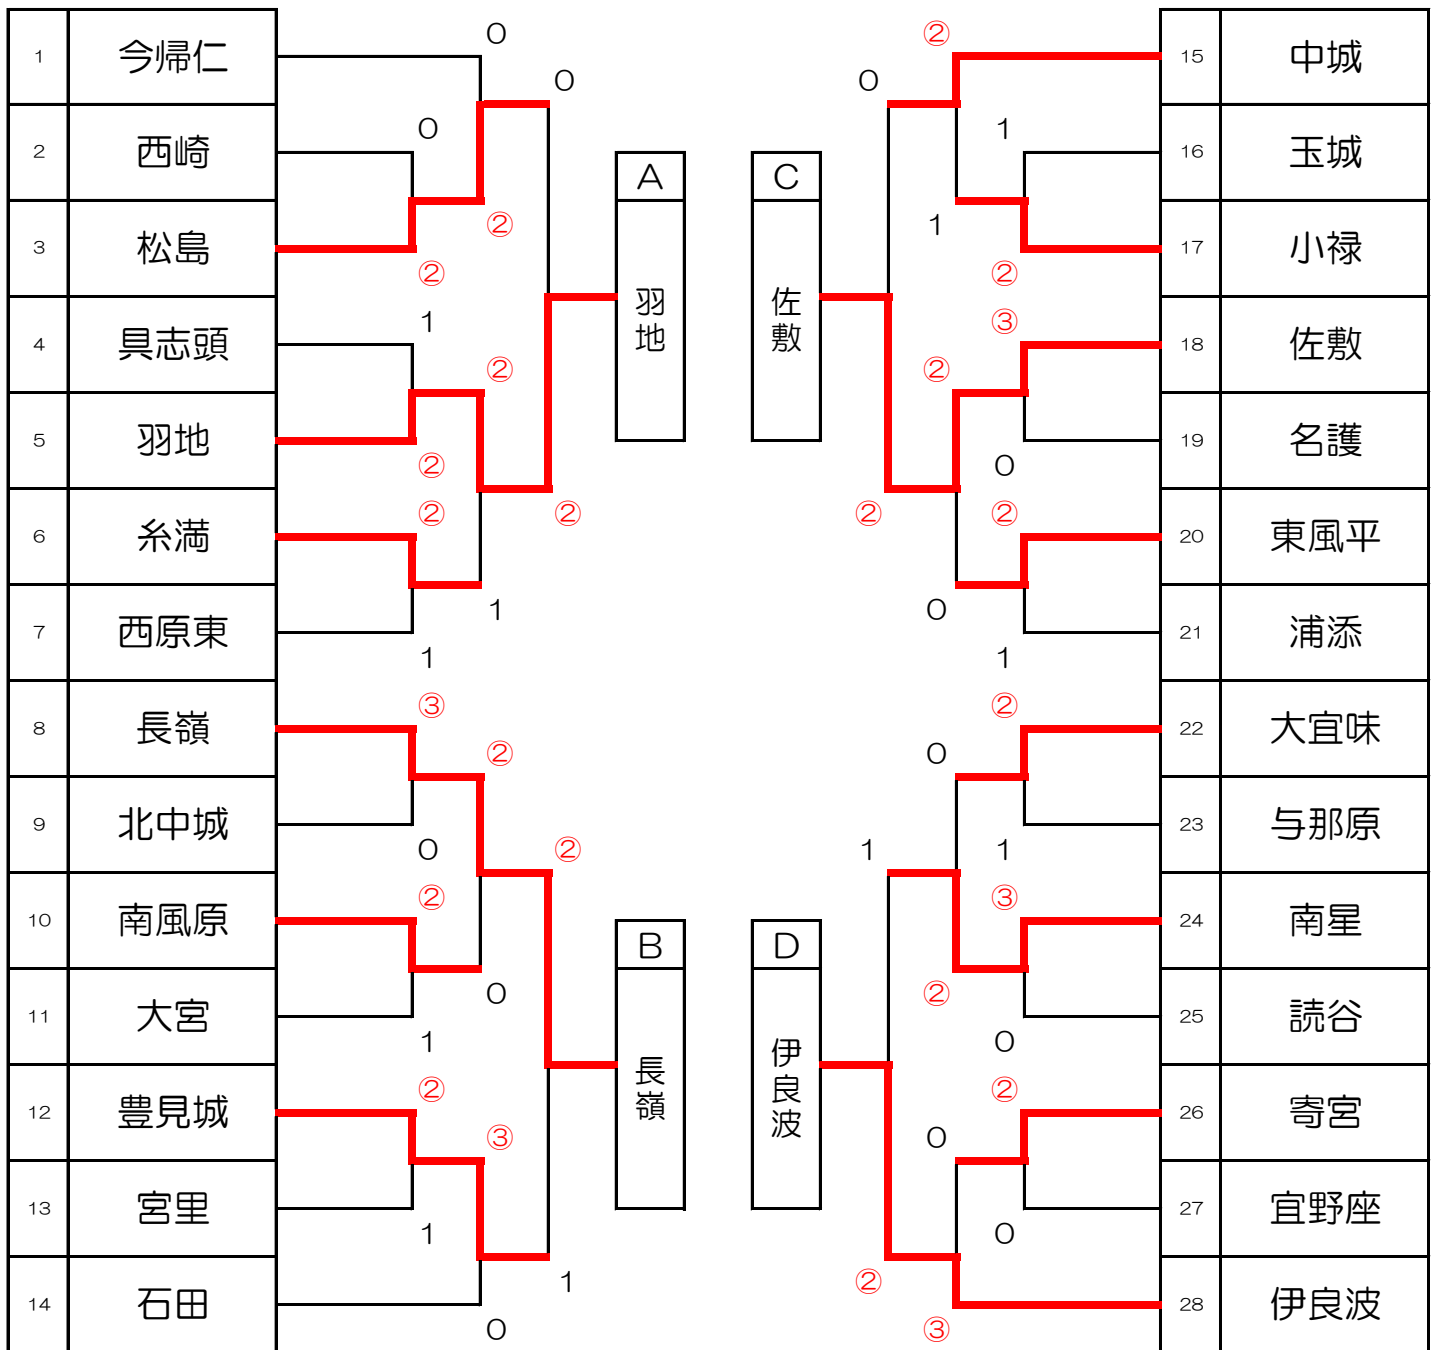 1 今帰仁
2 西崎
3 松島
4 具志頭
5 羽地
6 糸満
7 西原東
8 長嶺
9 北中城
10 南風原
11 大宮
12 豊見城
13 宮里
14 石田
0
0
0
②
②
1
②
②
②
②
1
1
③
②
0
②
②
0
1
②
③
1
1
0
A
羽地
B
長嶺
C
佐敷
D
伊良波
②
0
1
1
②
③
②
0
②
②
0
1
②
0
1
1
③
②
0
②
0
0
②
③
15 中城
16 玉城
17 小禄
18 佐敷
19 名護
20 東風平
21 浦添
22 大宜味
23 与那原
24 南星
25 読谷
26 寄宮
27 宜野座
28 伊良波